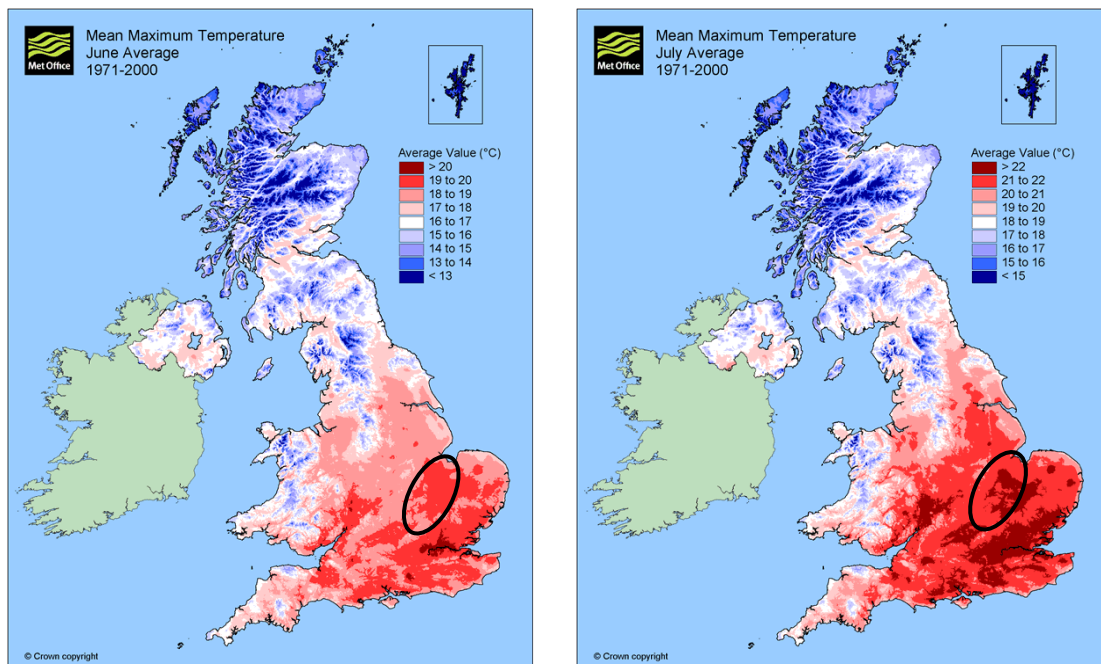 Met Office
Mean Maximum Temperature
June Average
1971-2000
Average Value (°C)
> 20
19 to 20
18 to 19
17 to 18
16 to 17
15 to 16
14 to 15
13 to 14
< 13
© Crown copyright
Met Office
Mean Maximum Temperature
July Average
1971-2000
Average Value (°C)
> 22
21 to 22
20 to 21
19 to 20
18 to 19
17 to 18
16 to 17
15 to 16
< 15
© Crown copyright